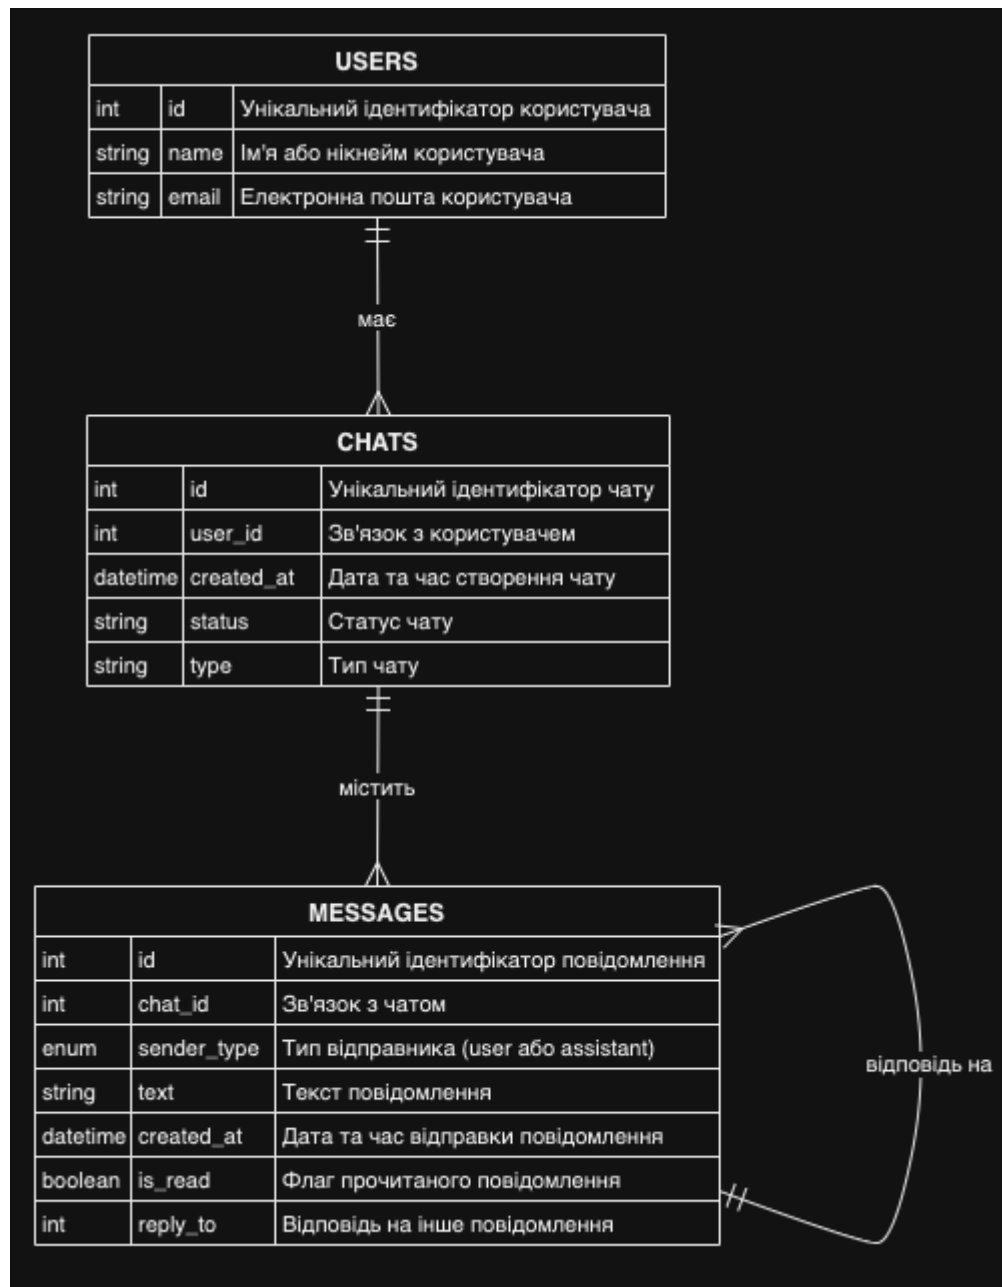 USERS
int id Унікальний ідентифікатор користувача
string name Ім'я або нікнейм користувача
string email Електронна пошта користувача
має
CHATS
int id Унікальний ідентифікатор чату
int user_id Зв'язок з користувачем
datetime created_at Дата та час створення чату
string status Статус чату
string type Тип чату
містить
MESSAGES
int id Унікальний ідентифікатор повідомлення
int chat_id Зв'язок з чатом
enum sender_type Тип відправника (user або assistant)
string text Текст повідомлення
datetime created_at Дата та час відправки повідомлення
boolean is_read Флаг прочитаного повідомлення
int reply_to Відповідь на інше повідомлення
відповідь на